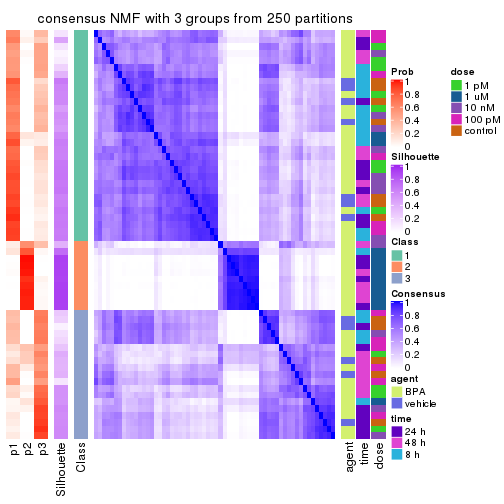 consensus NMF with 3 groups from 250 partitions
Prob
1
0.8
0.6
0.4
0.2
0
Silhouette
1
0.8
0.6
0.4
0.2
0
Class
1
2
3
Consensus
1
0.8
0.6
0.4
0.2
0
agent
BPA
vehicle
time
24 h
48 h
8 h
dose
1 pM
1 uM
10 nM
100 pM
control
p1
p2
p3
Silhouette
Class
agent
time
dose